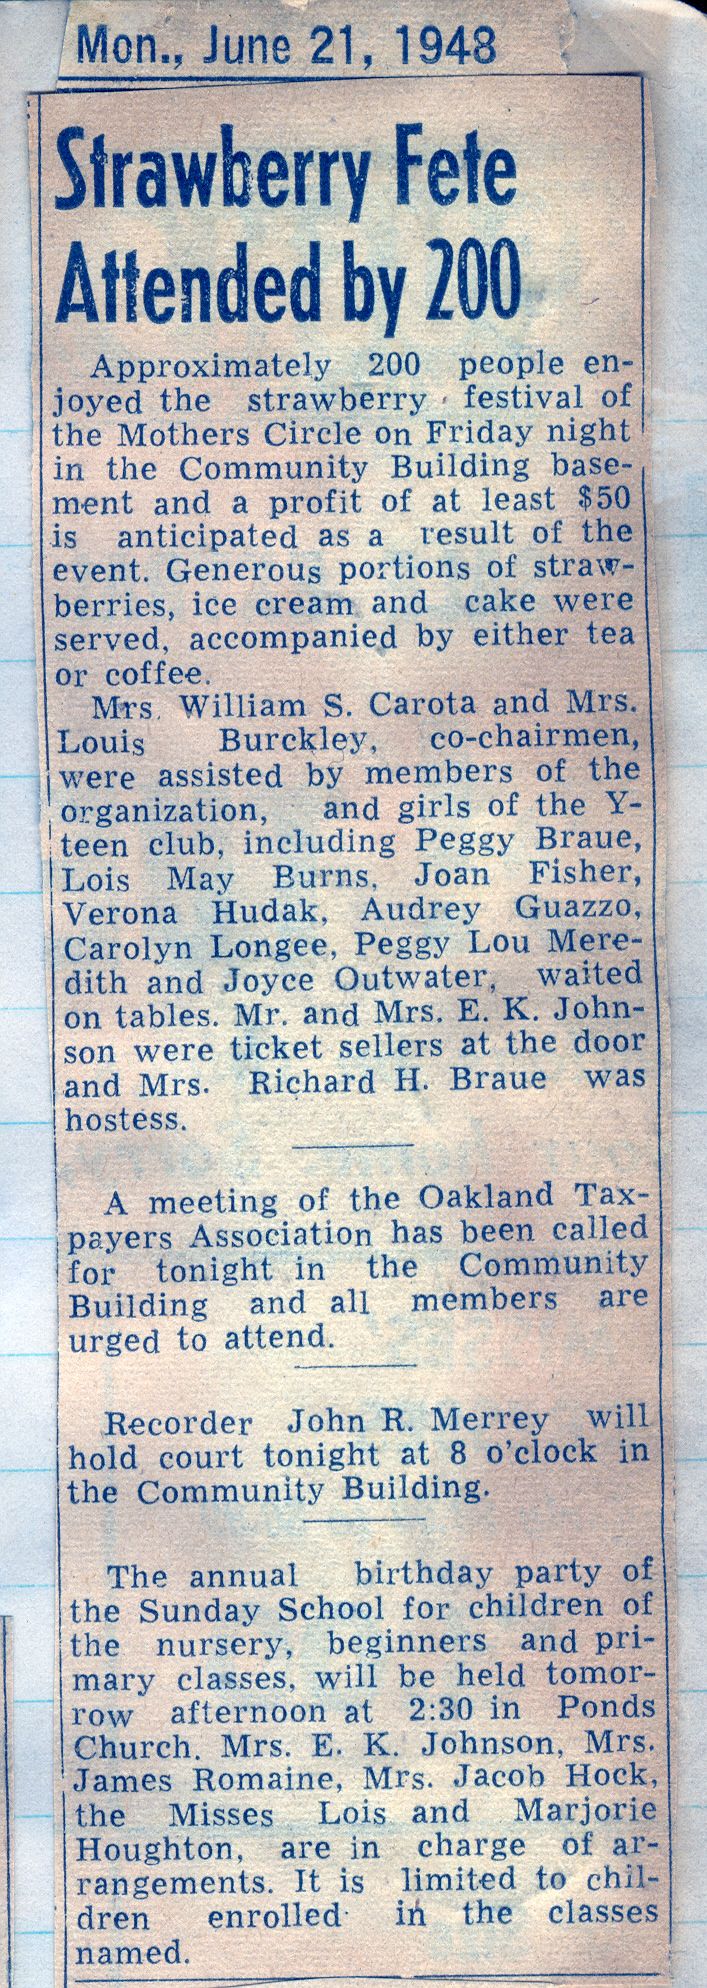 Mon., June 21, 1948
Strawberry Fete
Attended by 200
Approximately 200 people en-
joyed the strawberry festival of
the Mothers Circle on Friday night
in the Community Building base-
ment and a profit of at least $50
is anticipated as a result of the
event. Generous portions of straw-
berries, ice cream and cake were
served, accompanied by either tea
or coffee.
Mrs. William S. Carota and Mrs.
Louis Burckley, co-chairmen,
were assisted by members of the
organization, and girls of the Y-
teen club, including Peggy Braue,
Lois May Burns, Joan Fisher,
Verona Hudak, Audrey Guazzo,
Carolyn Longee, Peggy Lou Mere-
dith and Joyce Outwater, waited
on tables. Mr. and Mrs. E. K. John-
son were ticket sellers at the door
and Mrs. Richard H. Braue was
hostess.
A meeting of the Oakland Tax-
payers Association has been called
for tonight in the Community
Building and all members are
urged to attend.
Recorder John R. Merrey will
hold court tonight at 8 o'clock in
the Community Building.
The annual birthday party of
the Sunday School for children of
the nursery, beginners and pri-
mary classes, will be held tomor-
row afternoon at 2:30 in Ponds
Church. Mrs. E. K. Johnson, Mrs.
James Romaine, Mrs. Jacob Hock,
the Misses Lois and Marjorie
Houghton, are in charge of ar-
rangements. It is limited to chil-
dren enrolled in the classes
named.